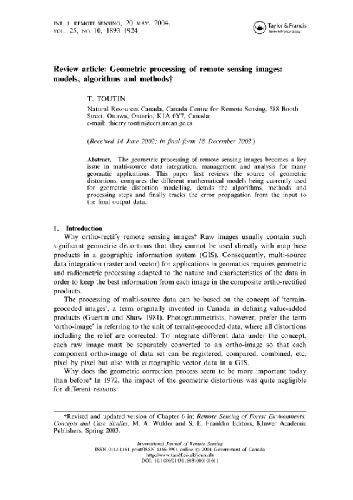 INT. J. REMOTE SENSING, 20 MAY, 2004,
VOL. 25, NO. 10, 1893–1924
Taylor & Francis
Review article: Geometric processing of remote sensing images:
models, algorithms and methods†
T. TOUTIN
Natural Resources Canada, Canada Centre for Remote Sensing, 588 Booth
Street, Ottawa, Ontario, K1A 0Y7, Canada;
e-mail: thierry.toutin@ccrs.nrcan.gc.ca
(Received 14 June 2002; in final form 18 December 2002)
Abstract. The geometric processing of remote sensing images becomes a key
issue in multi-source data integration, management and analysis for many
geomatic applications. This paper first reviews the source of geometric
distortions, compares the different mathematical models being currently used
for geometric distortion modelling, details the algorithms, methods and
processing steps and finally tracks the error propagation from the input to
the final output data.
1. Introduction
Why ortho-rectify remote sensing images? Raw images usually contain such
significant geometric distortions that they cannot be used directly with map base
products in a geographic information system (GIS). Consequently, multi-source
data integration (raster and vector) for applications in geomatics requires geometric
and radiometric processing adapted to the nature and characteristics of the data in
order to keep the best information from each image in the composite ortho-rectified
products.
The processing of multi-source data can be based on the concept of ‘terrain-
geocoded images’, a term originally invented in Canada in defining value-added
products (Guertin and Shaw 1981). Photogrammetrists, however, prefer the term
‘ortho-image’ in referring to the unit of terrain-geocoded data, where all distortions
including the relief are corrected. To integrate different data under the concept,
each raw image must be separately converted to an ortho-image so that each
component ortho-image of data set can be registered, compared, combined, etc,
pixel by pixel but also with cartographic vector data in a GIS.
Why does the geometric correction process seem to be more important today
than before? In 1972, the impact of the geometric distortions was quite negligible
for different reasons:
†Revised and updated version of Chapter 6 in: Remote Sensing of Forest Environments:
Concepts and Case Studies, M. A. Wulder and S. E. Franklin Editors, Kluwer Academic
Publishers, Spring 2003.
International Journal of Remote Sensing
ISSN 0143-1161 print/ISSN 1366-5901 online © 2004 Government of Canada
http://www.tandf.co.uk/journals
DOI: